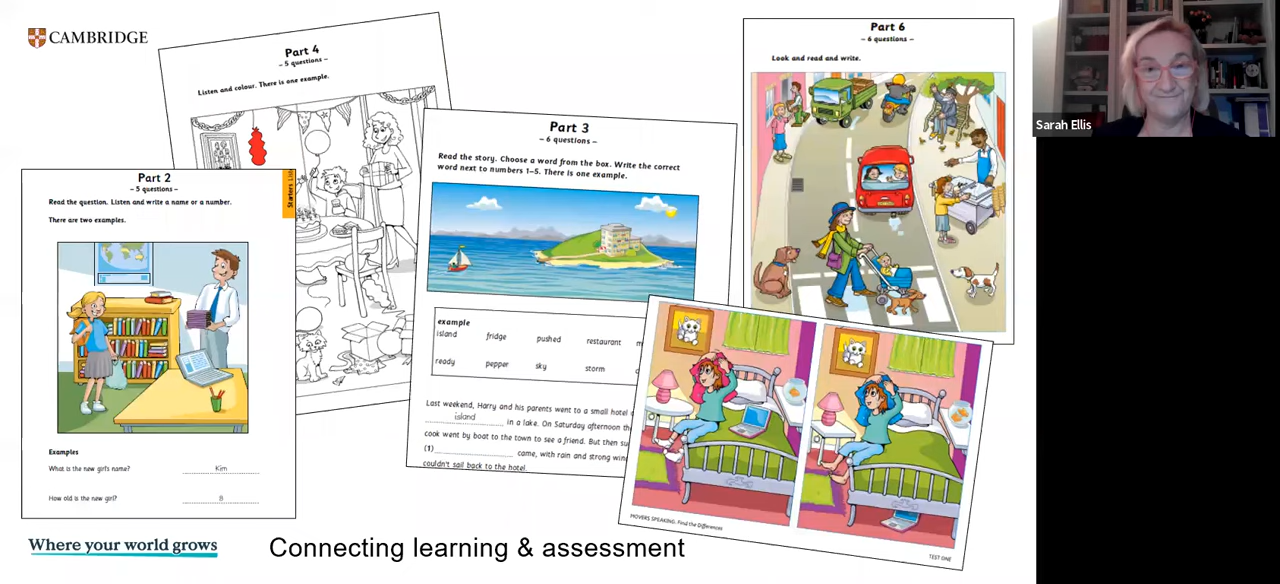 CAMBRIDGE
Part 4
– 5 questions –
Listen and colour. There is one example.
Part 2
– 5 questions –
Read the question. Listen and write a name or a number.
There are two examples.
Starters
Examples
What is the new girl's name?
Kim
How old is the new girl?
8
Part 3
– 6 questions –
Read the story. Choose a word from the box. Write the correct
word next to numbers 1–5. There is one example.
example
island
fridge
pushed
restaurant
ready
pepper
sky
storm
Last weekend, Harry and his parents went to a small hotel
island
in a lake. On Saturday afternoon
cook went by boat to the town to see a friend. But then
(1)
came, with rain and strong
couldn't sail back to the hotel.
Part 6
– 6 questions –
Look and read and write.
MOVERS SPEAKING. Find the Differences
TEST ONE
Where your world grows
Connecting learning & assessment
Sarah Ellis